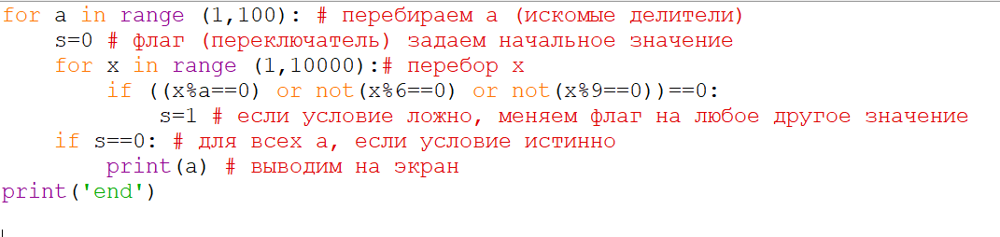 for a in range (1,100): # перебираем a (искомые делители)
    s=0 # флаг (переключатель) задаем начальное значение
    for x in range (1,10000):# перебор x
        if ((x%a==0) or not(x%6==0) or not(x%9==0))==0:
            s=1 # если условие ложно, меняем флаг на любое другое значение
    if s==0: # для всех a, если условие истинно
        print(a) # выводим на экран
print('end')